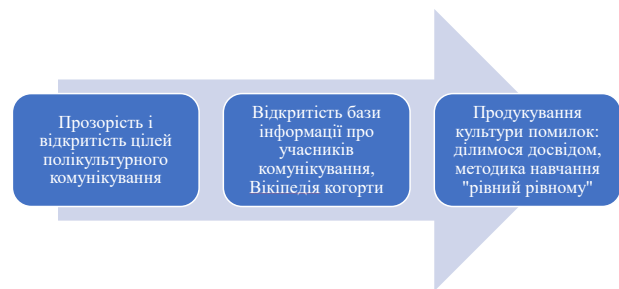 Прозорість і
відкритість цілей
полікультурного
комунікування
Відкритість бази
інформації про
учасників
комунікування,
Вікіпедія когорти
Продукування
культури помилок:
ділимося досвідом,
методика навчання
"рівний рівному"